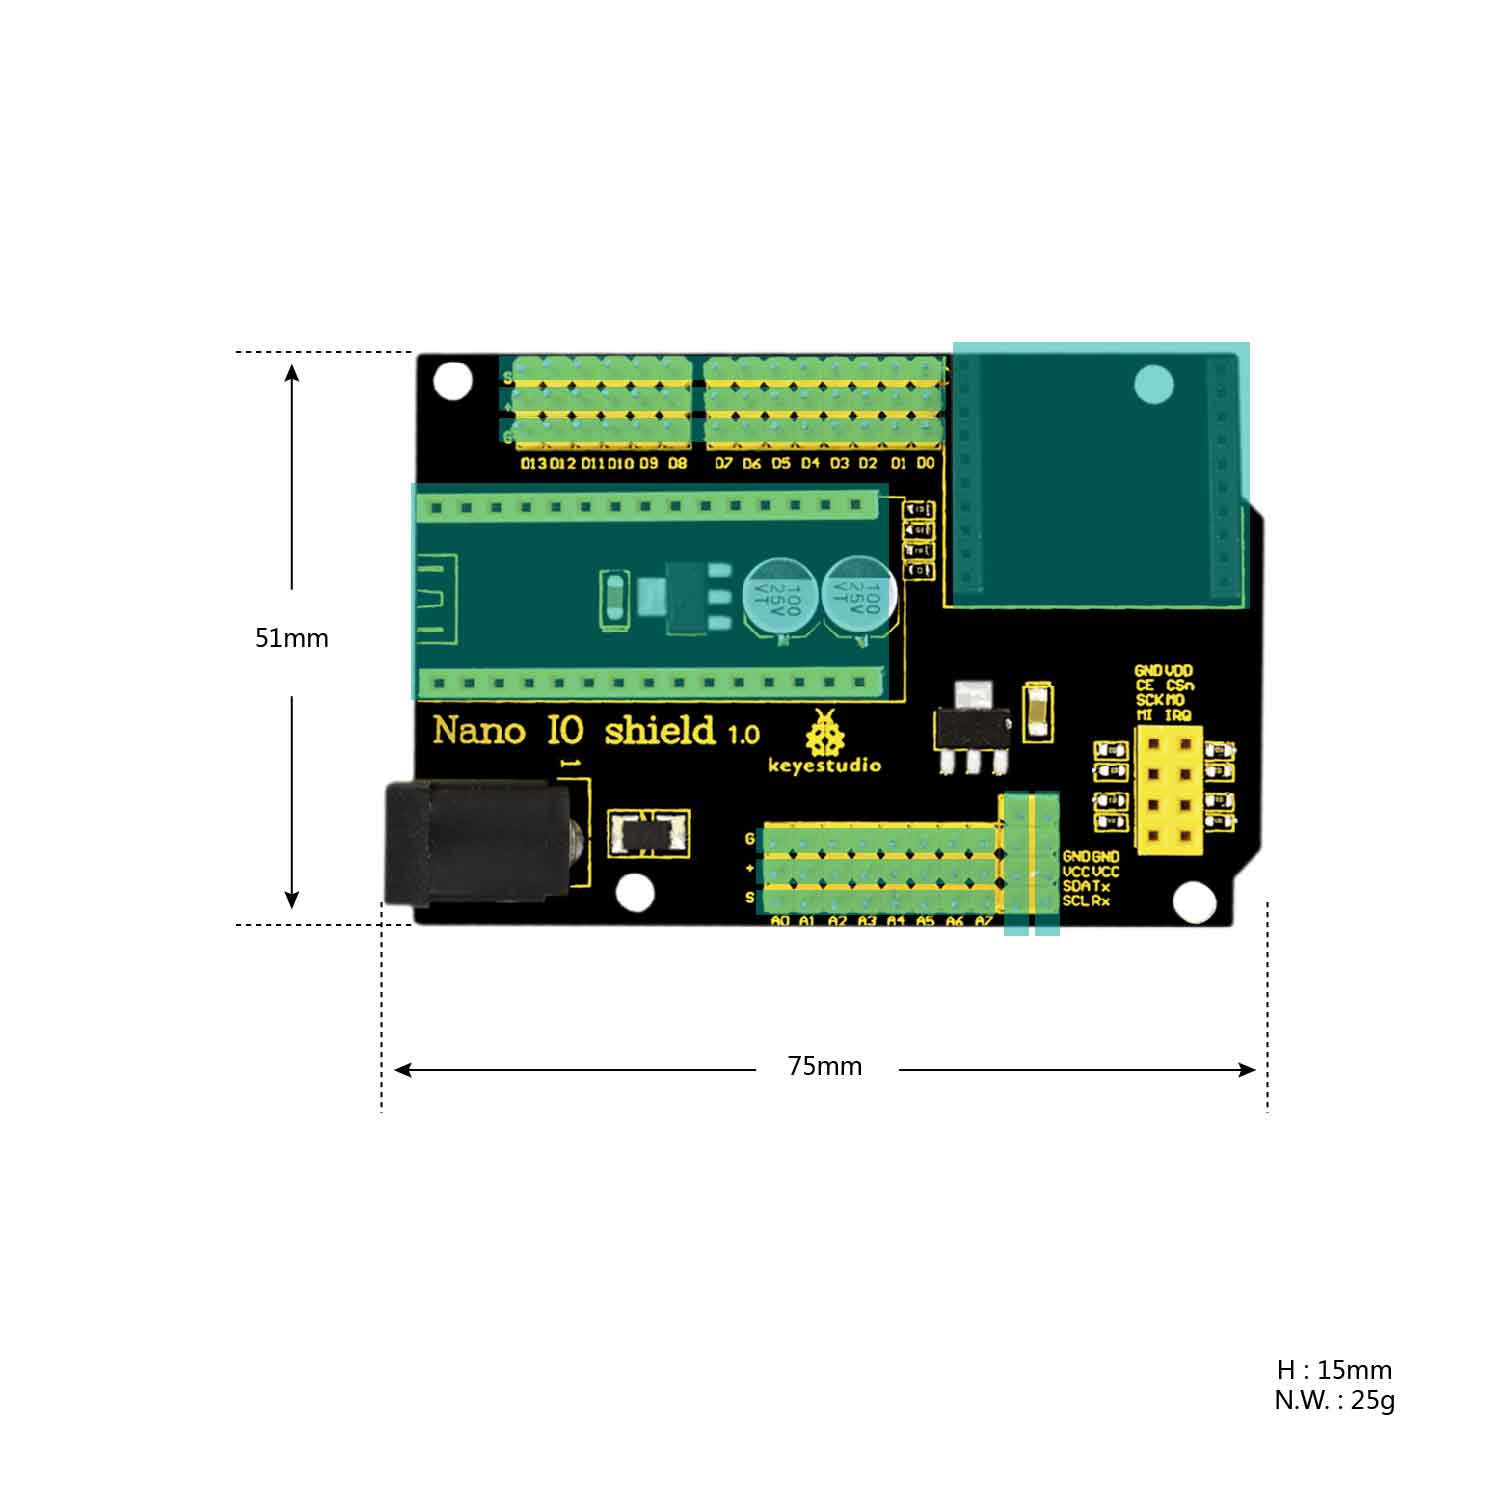 S
+
G
D13 D12 D11 D10 D9 D8 D7 D6 D5 D4 D3 D2 D1 D0
100
25V
VT
100
25V
VT
51mm
GND VDD
CE CSn
SCK MO
MI IRQ
Nano IO shield 1.0
keyestudio
1
G
+
S
GND GND
VCC VCC
SDA Tx
SCL Rx
A0 A1 A2 A3 A4 A5 A6 A7
75mm
H : 15mm
N.W. : 25g